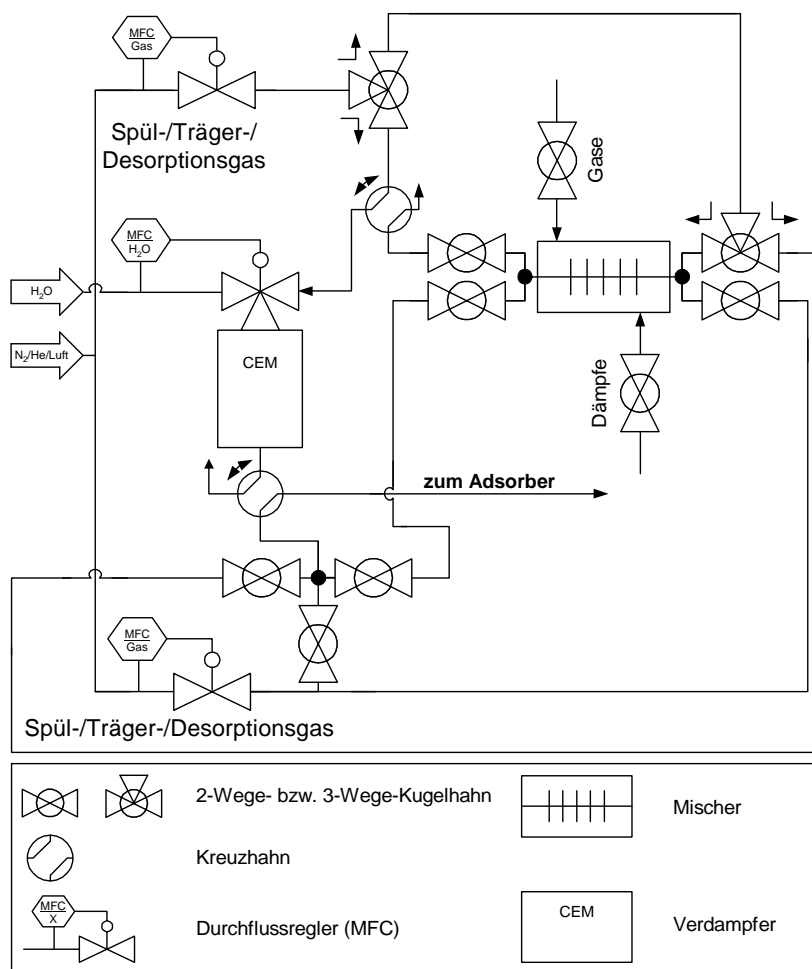 MFC
Gas
Spül-/Träger-/
Desorptionsgas
Gase
MFC
H₂O
H₂O
N₂/He/Luft
CEM
Dämpfe
zum Adsorber
MFC
Gas
Spül-/Träger-/Desorptionsgas
2-Wege- bzw. 3-Wege-Kugelhahn
Mischer
Kreuzhahn
MFC
X
Durchflussregler (MFC)
CEM
Verdampfer